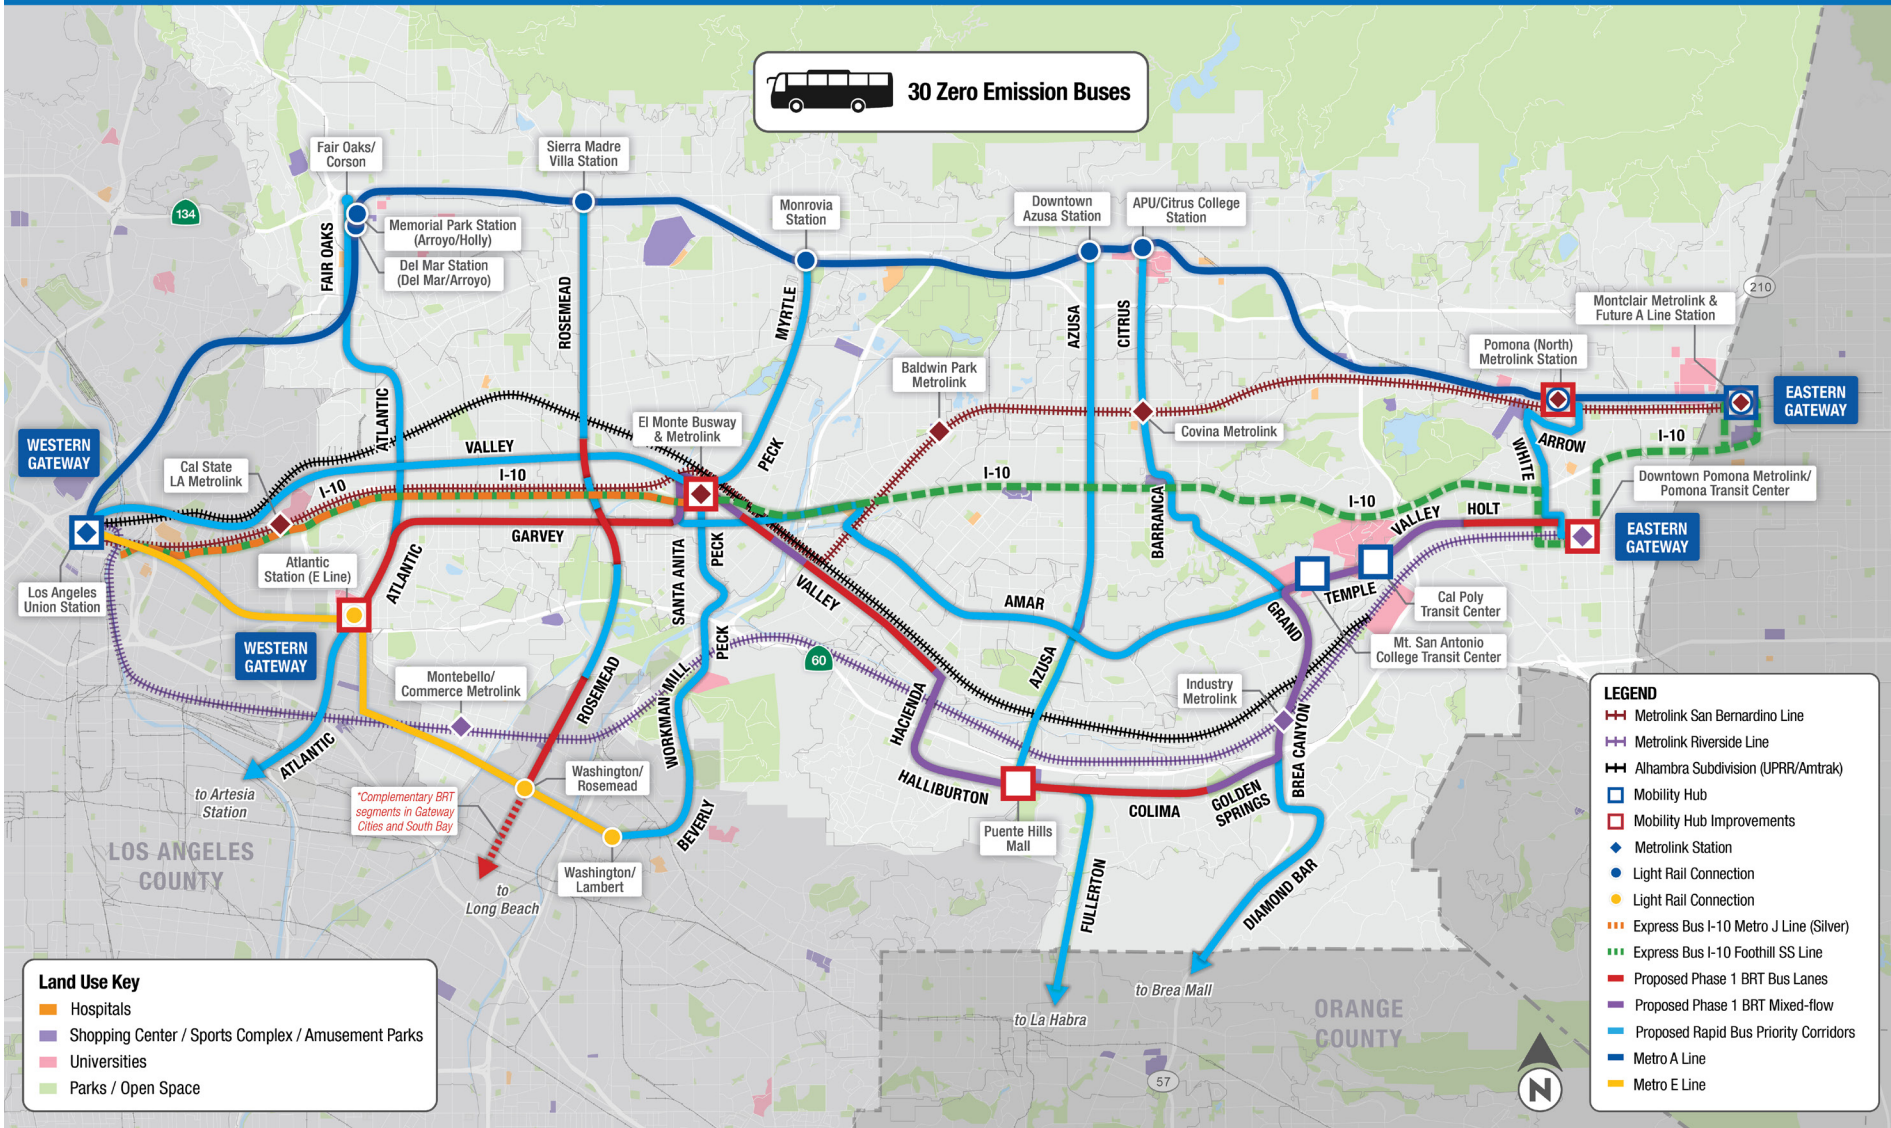 30 Zero Emission Buses
Fair Oaks/
Corson
Sierra Madre
Villa Station
134
Memorial Park Station
(Arroyo/Holly)
Del Mar Station
(Del Mar/Arroyo)
FAIR OAKS
ROSEMEAD
Monrovia
Station
MYRTLE
Downtown
Azusa Station
APU/Citrus College
Station
AZUSA
CITRUS
210
Montclair Metrolink &
Future A Line Station
Pomona (North)
Metrolink Station
Baldwin Park
Metrolink
EASTERN
GATEWAY
ATLANTIC
El Monte Busway
& Metrolink
Covina Metrolink
ARROW
WHITE
I-10
WESTERN
GATEWAY
VALLEY
PECK
Cal State
LA Metrolink
I-10
I-10
I-10
I-10
Downtown Pomona Metrolink/
Pomona Transit Center
VALLEY
HOLT
BARRANCA
EASTERN
GATEWAY
GARVEY
SANTA ANITA
PECK
Atlantic
Station (E Line)
ATLANTIC
Los Angeles
Union Station
VALLEY
AMAR
TEMPLE
GRAND
Cal Poly
Transit Center
Mt. San Antonio
College Transit Center
WESTERN
GATEWAY
PECK
60
AZUSA
Montebello/
Commerce Metrolink
ROSEMEAD
WORKMAN MILL
HACIENDA
Industry
Metrolink
BREA CANYON
ATLANTIC
to Artesia
Station
Washington/
Rosemead
*Complementary BRT
segments in Gateway
Cities and South Bay
HALLIBURTON
COLIMA
GOLDEN
SPRINGS
BEVERLY
Puente Hills
Mall
Washington/
Lambert
to
Long Beach
LOS ANGELES
COUNTY
FULLERTON
DIAMOND BAR
to Brea Mall
to La Habra
ORANGE
COUNTY
57
N
Land Use Key
Hospitals
Shopping Center / Sports Complex / Amusement Parks
Universities
Parks / Open Space
LEGEND
Metrolink San Bernardino Line
Metrolink Riverside Line
Alhambra Subdivision (UPRR/Amtrak)
Mobility Hub
Mobility Hub Improvements
Metrolink Station
Light Rail Connection
Light Rail Connection
Express Bus I-10 Metro J Line (Silver)
Express Bus I-10 Foothill SS Line
Proposed Phase 1 BRT Bus Lanes
Proposed Phase 1 BRT Mixed-flow
Proposed Rapid Bus Priority Corridors
Metro A Line
Metro E Line